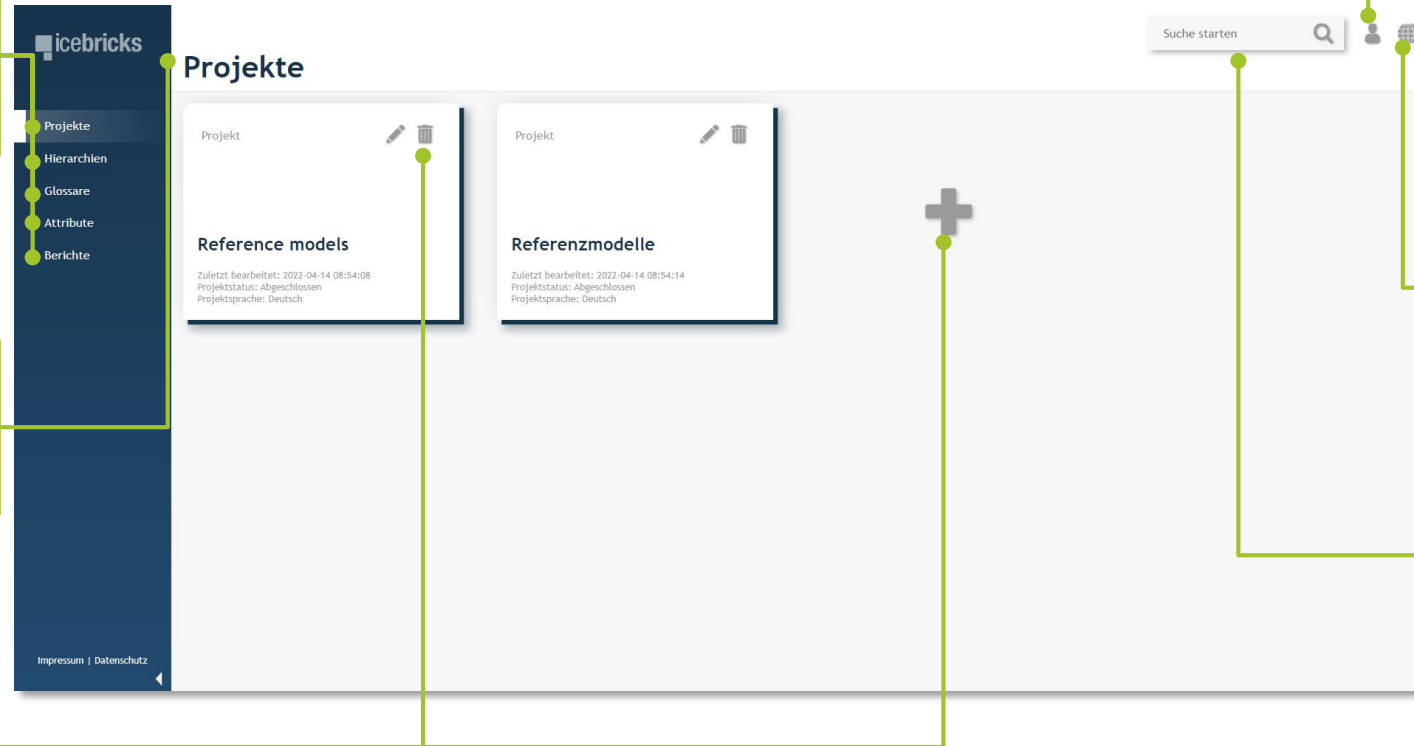 icebricks
Suche starten
Projekte
Projekte
Hierarchien
Glossare
Attribute
Berichte
Projekt
Reference models
Zuletzt bearbeitet: 2022-04-14 08:54:08
Projektstatus: Abgeschlossen
Projektsprache: Deutsch
Projekt
Referenzmodelle
Zuletzt bearbeitet: 2022-04-14 08:54:14
Projektstatus: Abgeschlossen
Projektsprache: Deutsch
Impressum | Datenschutz